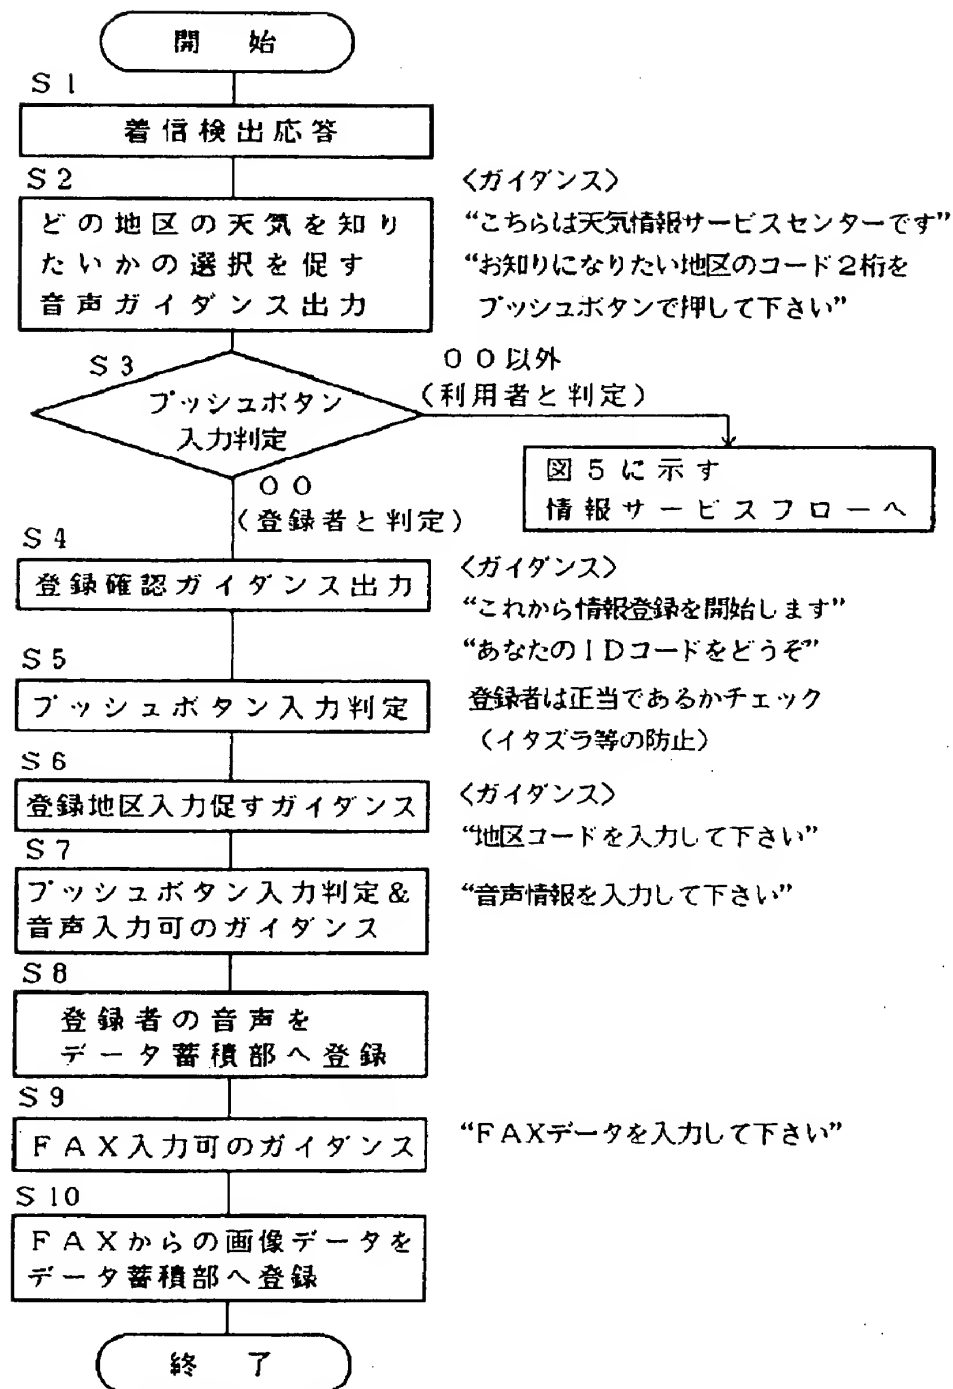 開始
S1
着信検出応答
S2
どの地区の天気を知り
たいかの選択を促す
音声ガイダンス出力
〈ガイダンス〉
“こちらは天気情報サービスセンターです”
“お知りになりたい地区のコード2桁を
プッシュボタンで押して下さい”
S3
プッシュボタン
入力判定
00以外
(利用者と判定)
図5に示す
情報サービスフローへ
00
(登録者と判定)
S4
登録確認ガイダンス出力
〈ガイダンス〉
“これから情報登録を開始します”
“あなたのIDコードをどうぞ”
S5
プッシュボタン入力判定
登録者は正当であるかチェック
(イタズラ等の防止)
S6
登録地区入力促すガイダンス
〈ガイダンス〉
“地区コードを入力して下さい”
S7
プッシュボタン入力判定&
音声入力可のガイダンス
“音声情報を入力して下さい”
S8
登録者の音声を
データ蓄積部へ登録
S9
FAX入力可のガイダンス
“FAXデータを入力して下さい”
S10
FAXからの画像データを
データ蓄積部へ登録
終了